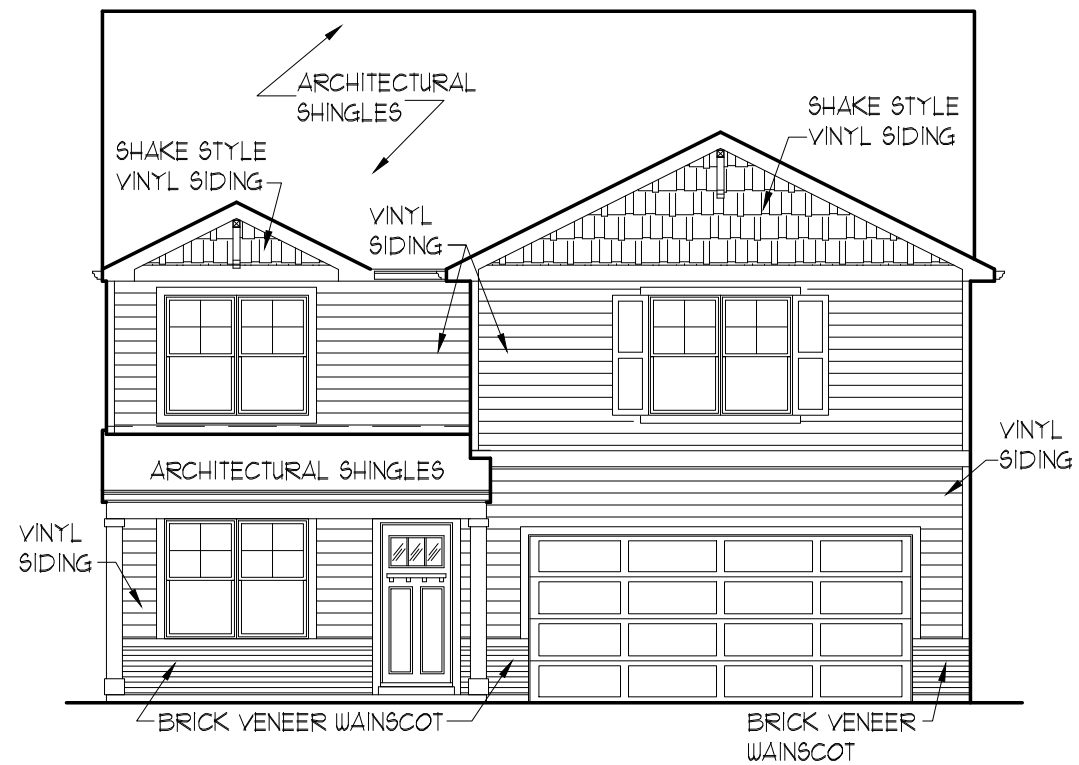 ARCHITECTURAL
SHINGLES
SHAKE STYLE
VINYL SIDING
SHAKE STYLE
VINYL SIDING
VINYL
SIDING
VINYL
SIDING
ARCHITECTURAL SHINGLES
VINYL
SIDING
BRICK VENEER WAINSCOT
BRICK VENEER
WAINSCOT